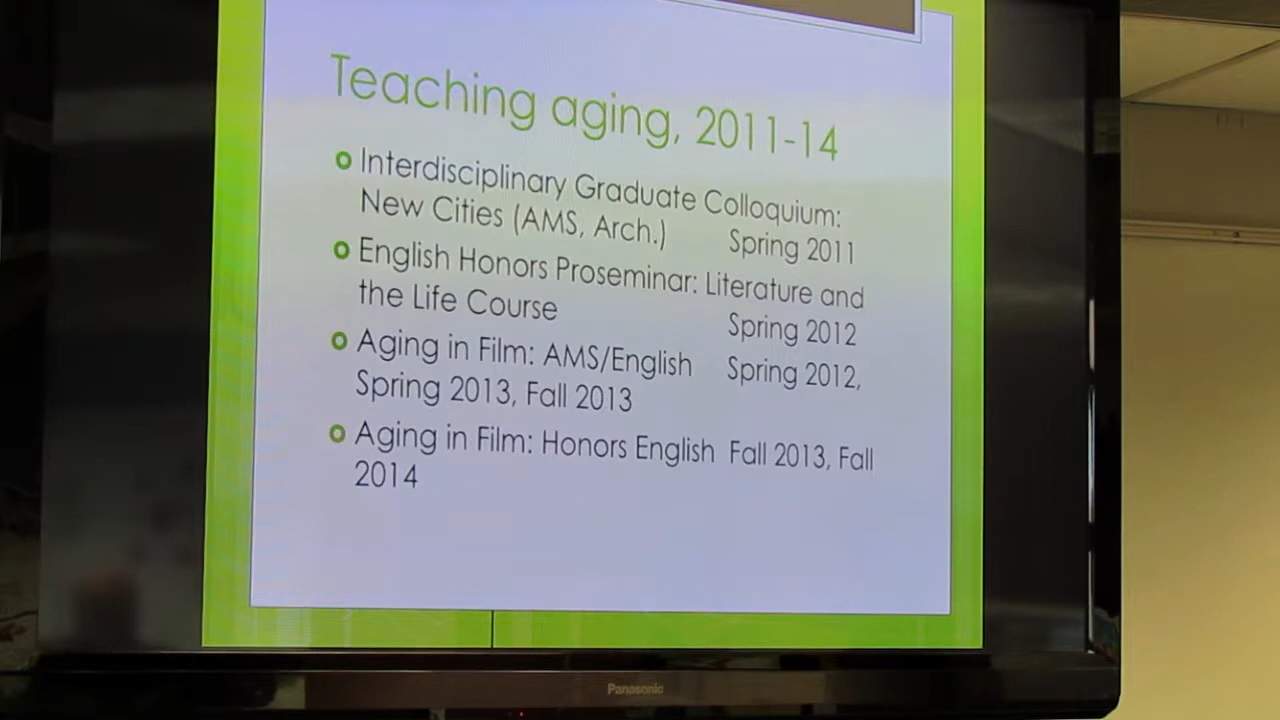 Teaching aging, 2011-14
Interdisciplinary Graduate Colloquium:
New Cities (AMS, Arch.) Spring 2011
English Honors Proseminar: Literature and
the Life Course Spring 2012
Aging in Film: AMS/English Spring 2012,
Spring 2013, Fall 2013
Aging in Film: Honors English Fall 2013, Fall
2014
Panasonic